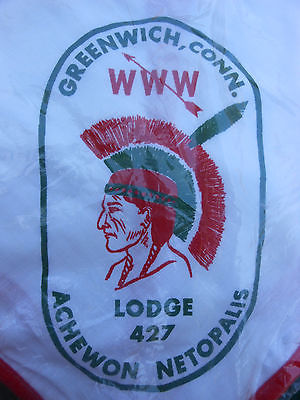 GREENWICH, CONN.
WWW
LODGE
427
ACHEWON NETOPALIS